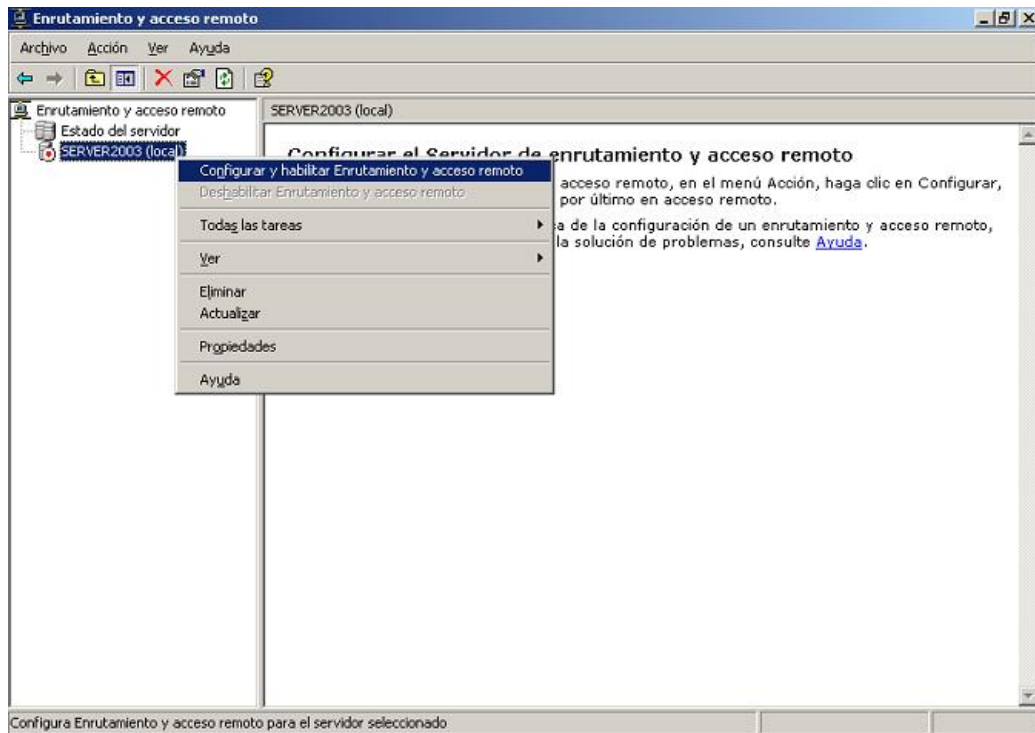 Enrutamiento y acceso remoto
Archivo Acción Ver Ayuda
Enrutamiento y acceso remoto
Estado del servidor
SERVER2003 (local)
SERVER2003 (local)
Configurar el Servidor de enrutamiento y acceso remoto
acceso remoto, en el menú Acción, haga clic en Configurar,
por último en acceso remoto.
a de la configuración de un enrutamiento y acceso remoto,
la solución de problemas, consulte Ayuda.
Configurar y habilitar Enrutamiento y acceso remoto
Deshabilitar Enrutamiento y acceso remoto
Todas las tareas
Ver
Eliminar
Actualizar
Propiedades
Ayuda
Configura Enrutamiento y acceso remoto para el servidor seleccionado